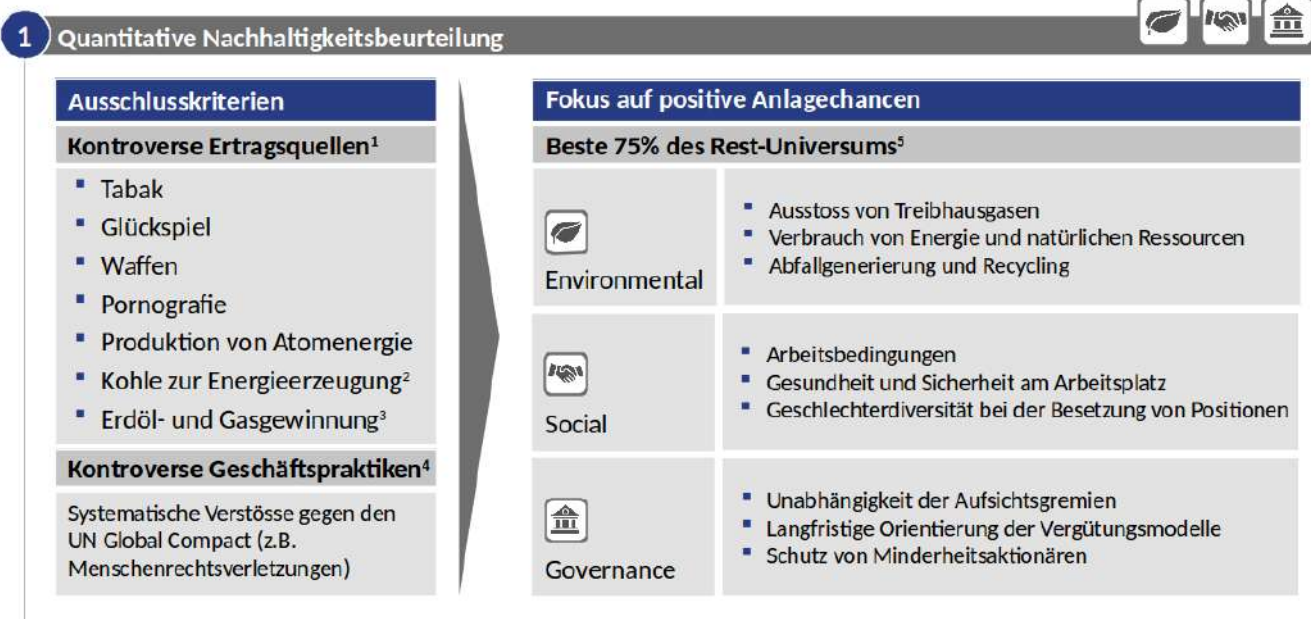 1 Quantitative Nachhaltigkeitsbeurteilung
Ausschlusskriterien
Kontroverse Ertragsquellen¹
▪ Tabak
▪ Glückspiel
▪ Waffen
▪ Pornografie
▪ Produktion von Atomenergie
▪ Kohle zur Energieerzeugung²
▪ Erdöl- und Gasgewinnung³
Kontroverse Geschäftspraktiken⁴
Systematische Verstösse gegen den
UN Global Compact (z.B.
Menschenrechtsverletzungen)
Fokus auf positive Anlagechancen
Beste 75% des Rest-Universums⁵
Environmental
▪ Ausstoss von Treibhausgasen
▪ Verbrauch von Energie und natürlichen Ressourcen
▪ Abfallgenerierung und Recycling
Social
▪ Arbeitsbedingungen
▪ Gesundheit und Sicherheit am Arbeitsplatz
▪ Geschlechterdiversität bei der Besetzung von Positionen
Governance
▪ Unabhängigkeit der Aufsichtsgremien
▪ Langfristige Orientierung der Vergütungsmodelle
▪ Schutz von Minderheitsaktionären